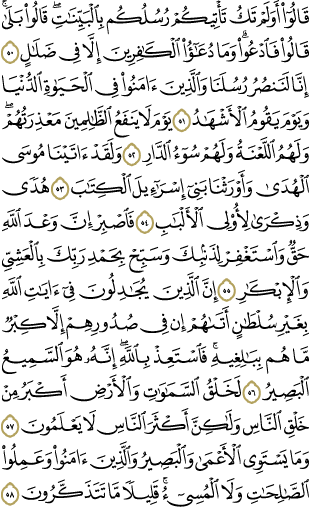 قَالُوٓا۟ أَوَلَمْ تَكُ تَأْتِيكُمْ رُسُلُكُم بِٱلْبَيِّنَـٰتِ ۖ قَالُوا۟ بَلَىٰ ۚ
قَالُوا۟ فَٱدْعُوا۟ ۗ وَمَا دُعَـٰٓؤُا۟ ٱلْكَـٰفِرِينَ إِلَّا فِى ضَلَـٰلٍ ٥٠
إِنَّا لَنَنصُرُ رُسُلَنَا وَٱلَّذِينَ ءَامَنُوا۟ فِى ٱلْحَيَوٰةِ ٱلدُّنْيَا
وَيَوْمَ يَقُومُ ٱلْأَشْهَـٰدُ ٥١ يَوْمَ لَا يَنفَعُ ٱلظَّـٰلِمِينَ مَعْذِرَتُهُمْ ۖ
وَلَهُمُ ٱللَّعْنَةُ وَلَهُمْ سُوٓءُ ٱلدَّارِ ٥٢ وَلَقَدْ ءَاتَيْنَا مُوسَى
ٱلْهُدَىٰ وَأَوْرَثْنَا بَنِىٓ إِسْرَٰٓءِيلَ ٱلْكِتَـٰبَ ٥٣ هُدًى
وَذِكْرَىٰ لِأُو۟لِى ٱلْأَلْبَـٰبِ ٥٤ فَٱصْبِرْ إِنَّ وَعْدَ ٱللَّهِ
حَقٌّ وَٱسْتَغْفِرْ لِذَنۢبِكَ وَسَبِّحْ بِحَمْدِ رَبِّكَ بِٱلْعَشِىِّ
وَٱلْإِبْكَـٰرِ ٥٥ إِنَّ ٱلَّذِينَ يُجَـٰدِلُونَ فِىٓ ءَايَـٰتِ ٱللَّهِ
بِغَيْرِ سُلْطَـٰنٍ أَتَىٰهُمْ ۙ إِن فِى صُدُورِهِمْ إِلَّا كِبْرٌ
مَّا هُم بِبَـٰلِغِيهِ ۚ فَٱسْتَعِذْ بِٱللَّهِ ۖ إِنَّهُۥ هُوَ ٱلسَّمِيعُ
ٱلْبَصِيرُ ٥٦ لَخَلْقُ ٱلسَّمَـٰوَٰتِ وَٱلْأَرْضِ أَكْبَرُ مِنْ
خَلْقِ ٱلنَّاسِ وَلَـٰكِنَّ أَكْثَرَ ٱلنَّاسِ لَا يَعْلَمُونَ ٥٧
وَمَا يَسْتَوِى ٱلْأَعْمَىٰ وَٱلْبَصِيرُ وَٱلَّذِينَ ءَامَنُوا۟ وَعَمِلُوا۟
ٱلصَّـٰلِحَـٰتِ وَلَا ٱلْمُسِىٓءُ ۚ قَلِيلًا مَّا تَتَذَكَّرُونَ ٥٨